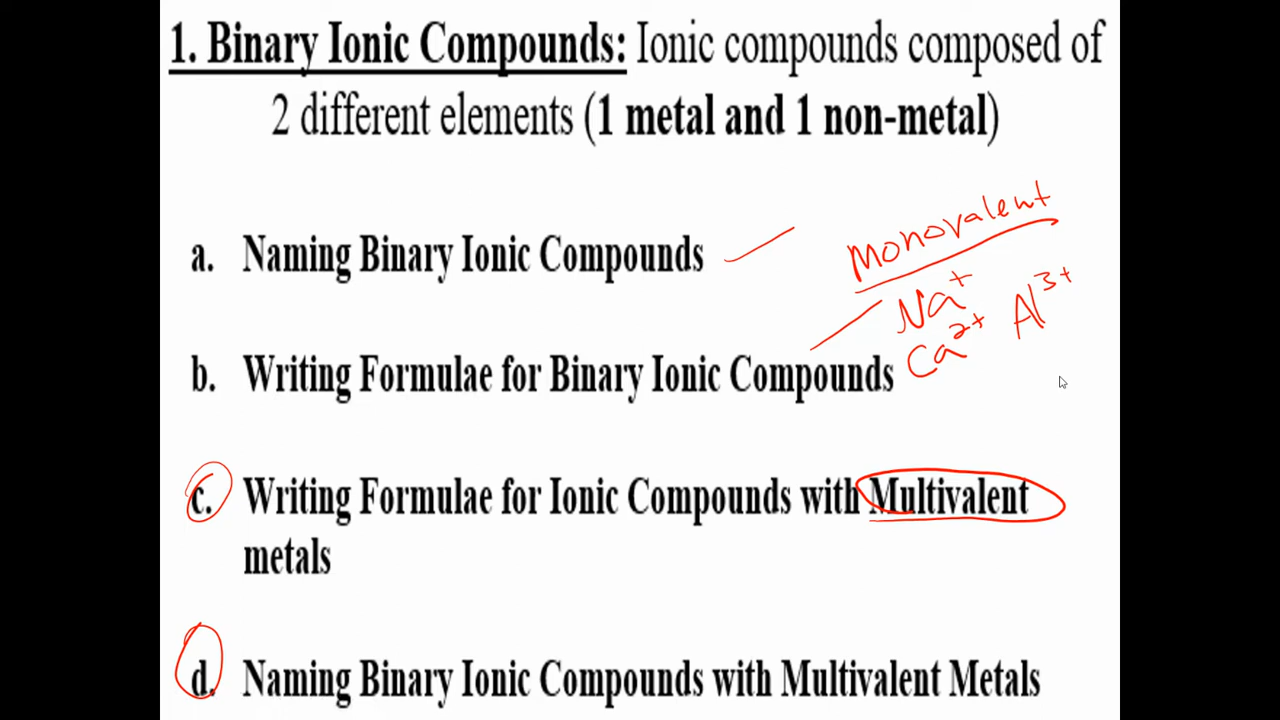 1. Binary Ionic Compounds: Ionic compounds composed of
2 different elements (1 metal and 1 non-metal)
a. Naming Binary Ionic Compounds
Monovalent
Na⁺
Ca²⁺ Al³⁺
b. Writing Formulae for Binary Ionic Compounds
c. Writing Formulae for Ionic Compounds with Multivalent
metals
d. Naming Binary Ionic Compounds with Multivalent Metals